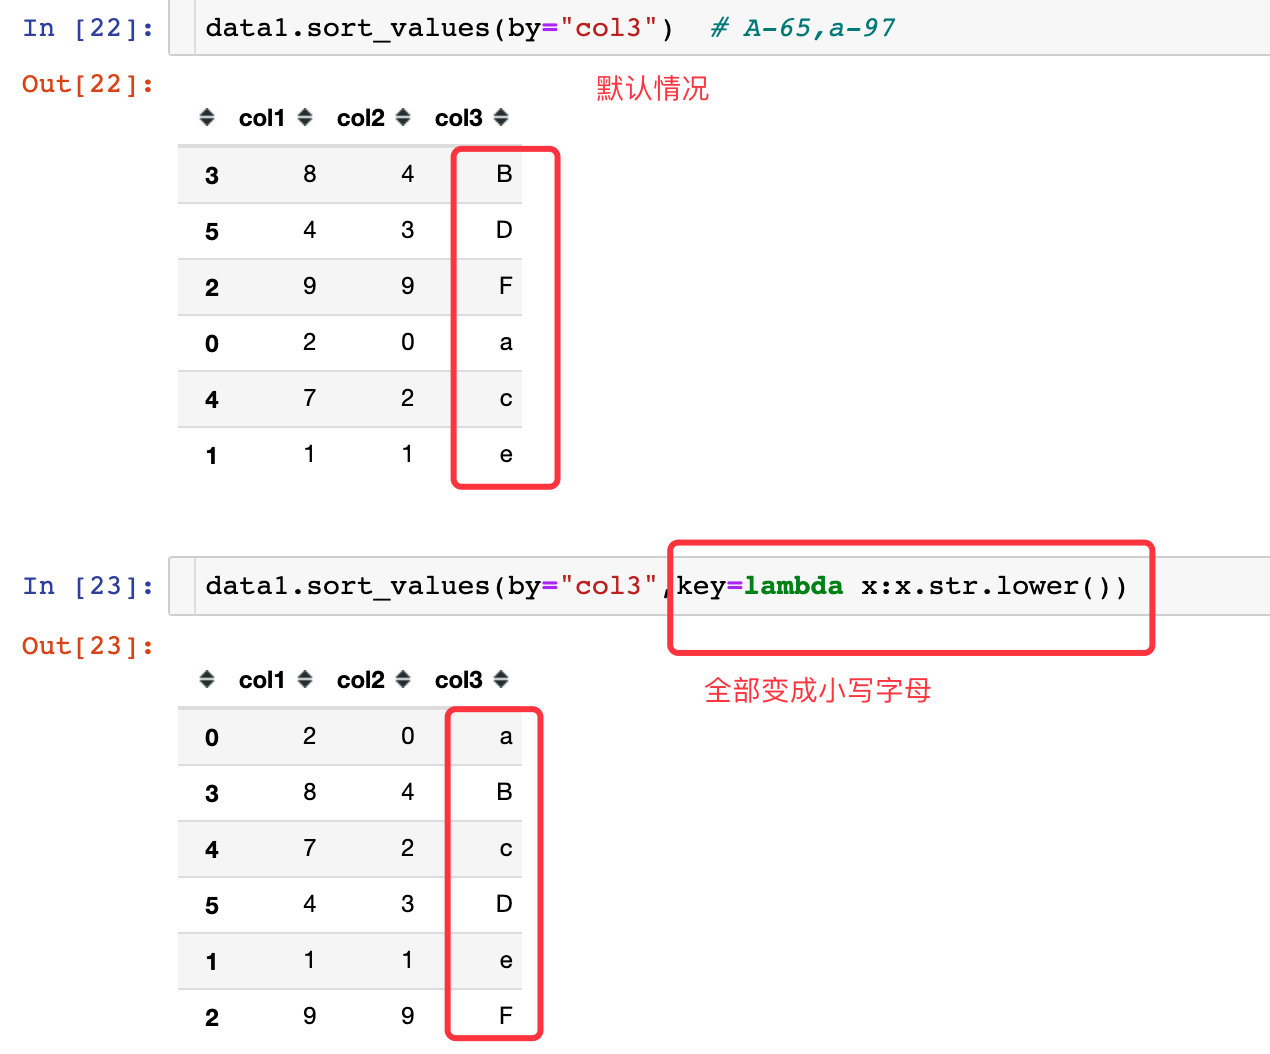 In [22]: data1.sort_values(by="col3")  # A-65,a-97
Out[22]:
默认情况
col1 col2 col3
3 8 4 B
5 4 3 D
2 9 9 F
0 2 0 a
4 7 2 c
1 1 1 e
In [23]: data1.sort_values(by="col3",key=lambda x:x.str.lower())
Out[23]:
全部变成小写字母
col1 col2 col3
0 2 0 a
3 8 4 B
4 7 2 c
5 4 3 D
1 1 1 e
2 9 9 F